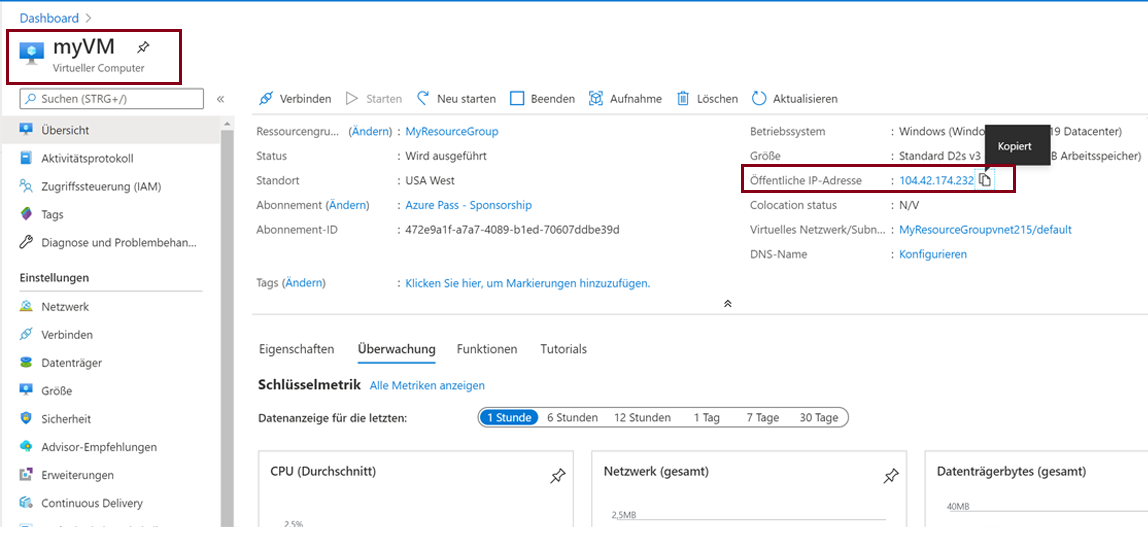 Dashboard
myVM
Virtueller Computer
Suchen (STRG+/)
«
Verbinden
Starten
Neu starten
Beenden
Aufnahme
Löschen
Aktualisieren
Übersicht
Aktivitätsprotokoll
Zugriffssteuerung (IAM)
Tags
Diagnose und Problembehan...
Einstellungen
Netzwerk
Verbinden
Datenträger
Größe
Sicherheit
Advisor-Empfehlungen
Erweiterungen
Continuous Delivery
Ressourcengru... (Ändern) : MyResourceGroup
Status : Wird ausgeführt
Standort : USA West
Abonnement (Ändern) : Azure Pass - Sponsorship
Abonnement-ID : 472e9a1f-a7a7-4089-b1ed-70607ddbe39d
Tags (Ändern) : Klicken Sie hier, um Markierungen hinzuzufügen.
Betriebssystem : Windows (Windo 19 Datacenter)
Kopiert
Größe : Standard D2s v3 B Arbeitsspeicher)
Öffentliche IP-Adresse : 104.42.174.232
Colocation status : N/V
Virtuelles Netzwerk/Subn... : MyResourceGroupvnet215/default
DNS-Name : Konfigurieren
Eigenschaften
Überwachung
Funktionen
Tutorials
Schlüsselmetrik Alle Metriken anzeigen
Datenanzeige für die letzten: 1 Stunde 6 Stunden 12 Stunden 1 Tag 7 Tage 30 Tage
CPU (Durchschnitt)
2.5%
Netzwerk (gesamt)
2,5MB
Datenträgerbytes (gesamt)
40MB